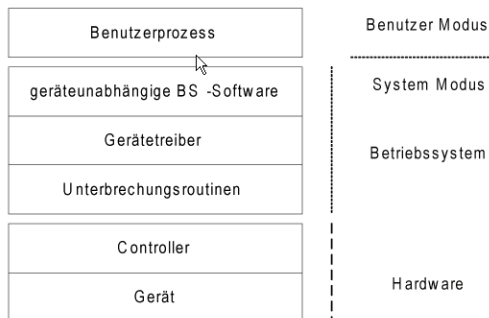 Benutzerprozess
Benutzer Modus
geräteunabhängige BS -Software
System Modus
Gerätetreiber
Betriebssystem
Unterbrechungsroutinen
Controller
Gerät
Hardware